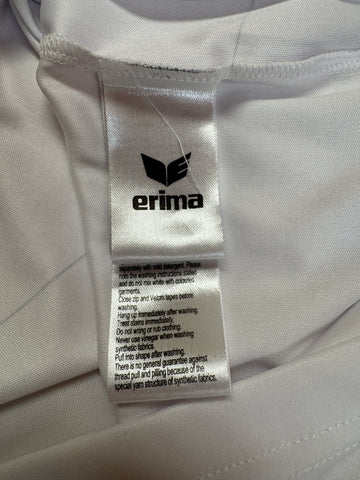 erima
separately with mild detergent. Please
note the washing instructions stated
and do not mix white with coloured
garments.
Close zip and Velcro tapes before
washing.
Hang up immediately after washing.
Treat stains immediately.
Do not wring or rub clothing.
Never use vinegar when washing
synthetic fabrics.
Pull into shape after washing.
There is no general guarantee against
thread pull and pilling because of the
special yarn structure of synthetic fabrics.